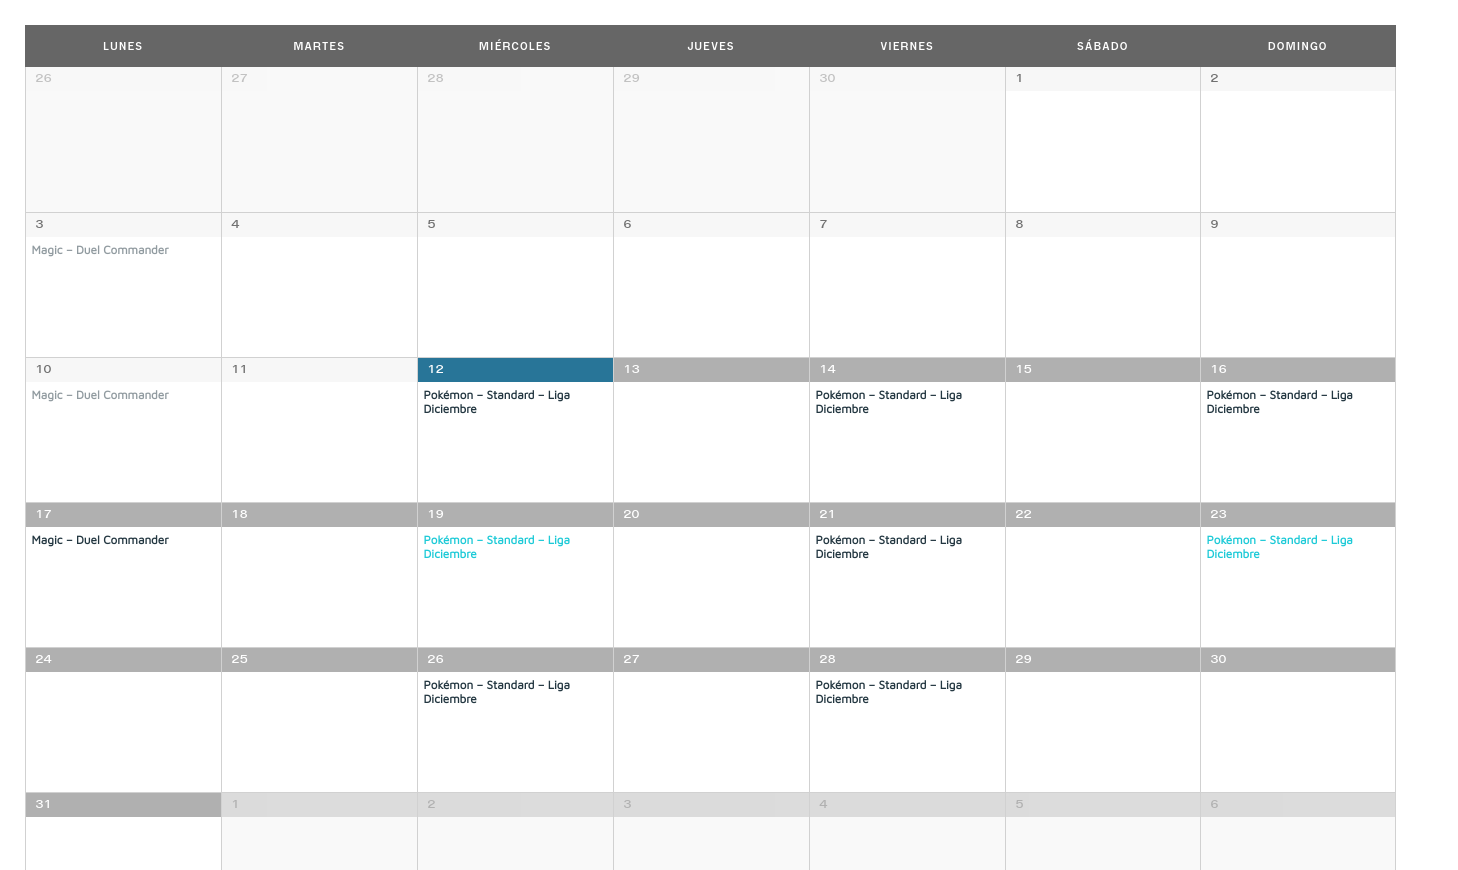 LUNES MARTES MIÉRCOLES JUEVES VIERNES SÁBADO DOMINGO
26 27 28 29 30 1 2
3 4 5 6 7 8 9
Magic – Duel Commander
10 11 12 13 14 15 16
Magic – Duel Commander
Pokémon – Standard – Liga
Diciembre
Pokémon – Standard – Liga
Diciembre
Pokémon – Standard – Liga
Diciembre
17 18 19 20 21 22 23
Magic – Duel Commander
Pokémon – Standard – Liga
Diciembre
Pokémon – Standard – Liga
Diciembre
Pokémon – Standard – Liga
Diciembre
24 25 26 27 28 29 30
Pokémon – Standard – Liga
Diciembre
Pokémon – Standard – Liga
Diciembre
31 1 2 3 4 5 6